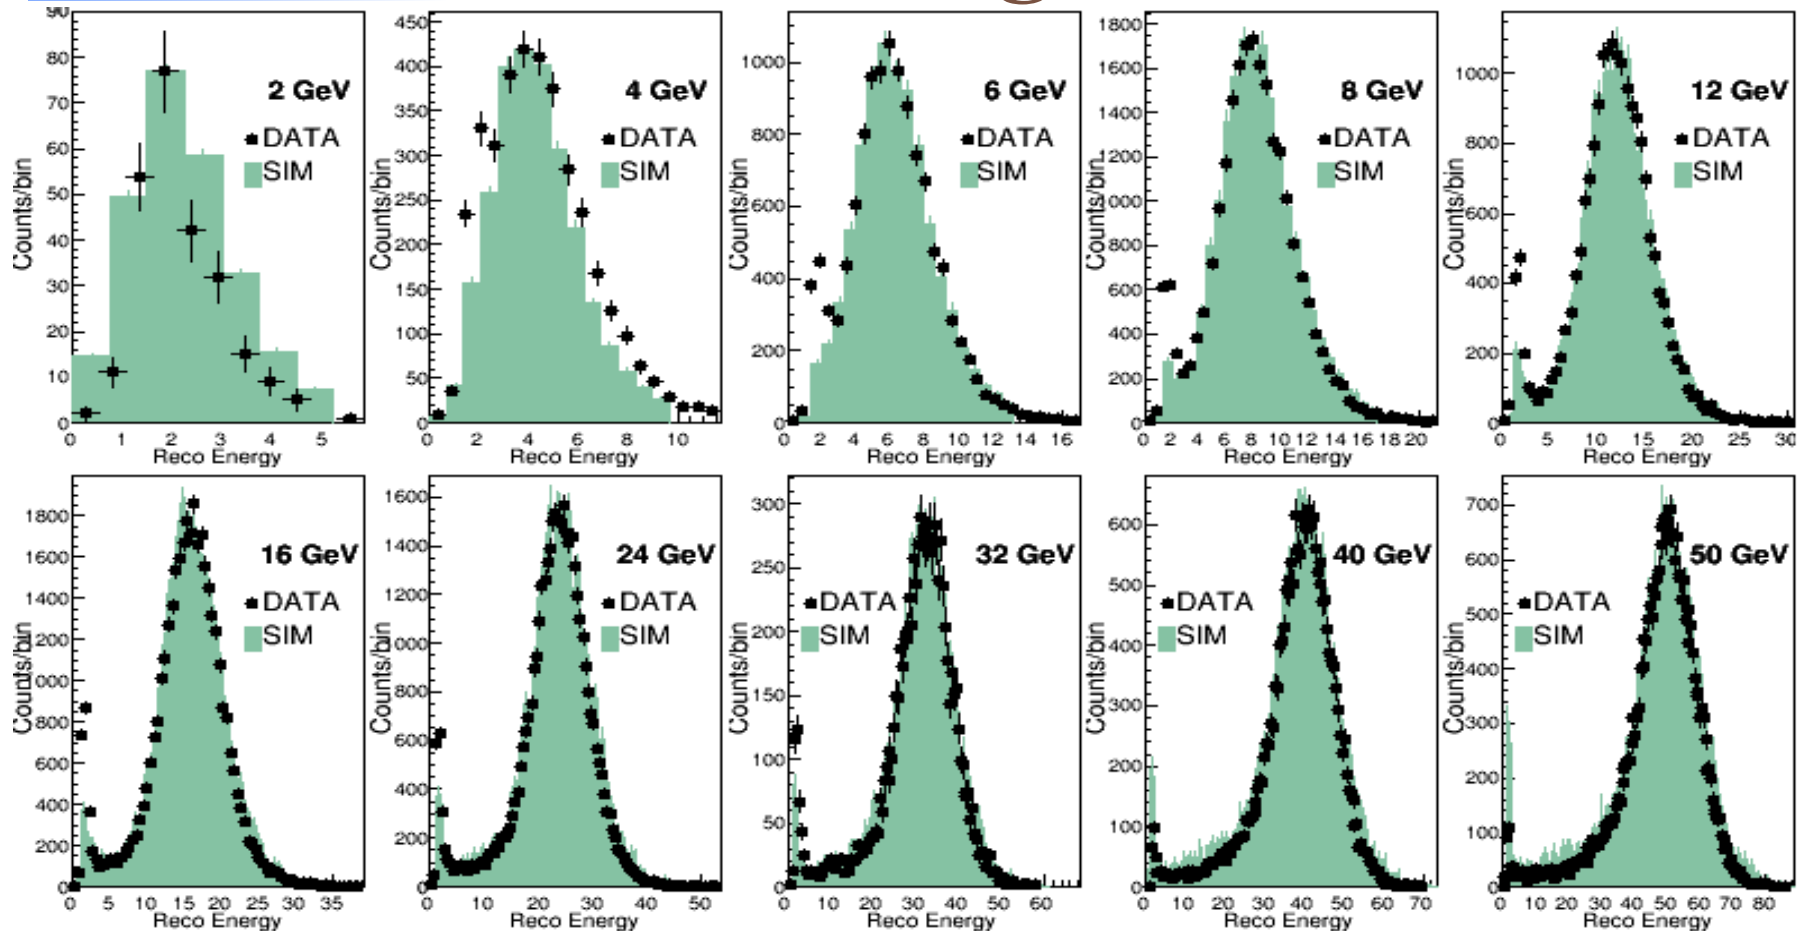 2 GeV
DATA
SIM
Counts/bin
90
80
70
60
50
40
30
20
10
0
0 1 2 3 4 5
Reco Energy
4 GeV
DATA
SIM
Counts/bin
450
400
350
300
250
200
150
100
50
0
0 2 4 6 8 10
Reco Energy
6 GeV
DATA
SIM
Counts/bin
1000
800
600
400
200
0
0 2 4 6 8 10 12 14 16
Reco Energy
8 GeV
DATA
SIM
Counts/bin
1800
1600
1400
1200
1000
800
600
400
200
0
0 2 4 6 8 10 12 14 16 18 20
Reco Energy
12 GeV
DATA
SIM
Counts/bin
1000
800
600
400
200
0
0 5 10 15 20 25 30
Reco Energy
16 GeV
DATA
SIM
Counts/bin
1800
1600
1400
1200
1000
800
600
400
200
0
0 5 10 15 20 25 30 35
Reco Energy
24 GeV
DATA
SIM
Counts/bin
1600
1400
1200
1000
800
600
400
200
0
0 10 20 30 40 50
Reco Energy
32 GeV
DATA
SIM
Counts/bin
300
250
200
150
100
50
0
0 10 20 30 40 50 60
Reco Energy
40 GeV
DATA
SIM
Counts/bin
600
500
400
300
200
100
0
0 10 20 30 40 50 60 70
Reco Energy
50 GeV
DATA
SIM
Counts/bin
700
600
500
400
300
200
100
0
0 10 20 30 40 50 60 70 80
Reco Energy